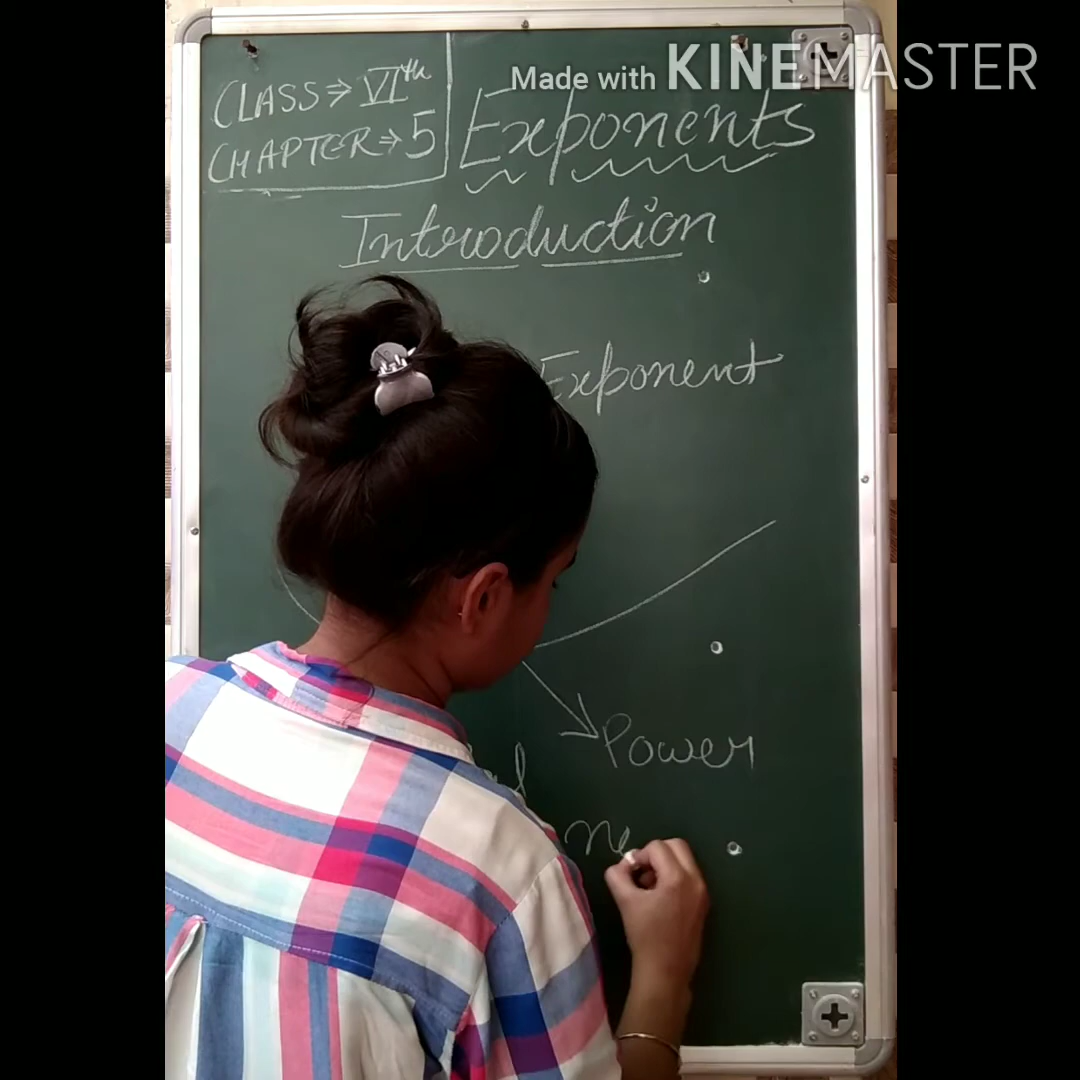 Made with KINEMASTER
CLASS⇒VIth
CHAPTER⇒5
Exponents
Introduction
Exponent
Power